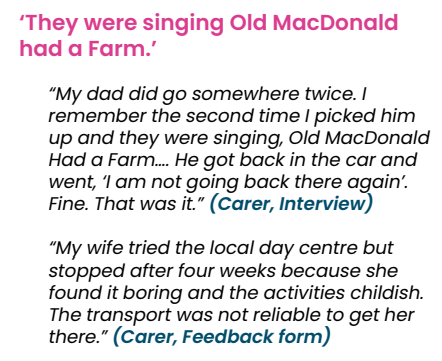 ‘They were singing Old MacDonald
had a Farm.’
“My dad did go somewhere twice. I
remember the second time I picked him
up and they were singing, Old MacDonald
Had a Farm.... He got back in the car and
went, ‘I am not going back there again’.
Fine. That was it.” (Carer, Interview)
“My wife tried the local day centre but
stopped after four weeks because she
found it boring and the activities childish.
The transport was not reliable to get her
there.” (Carer, Feedback form)